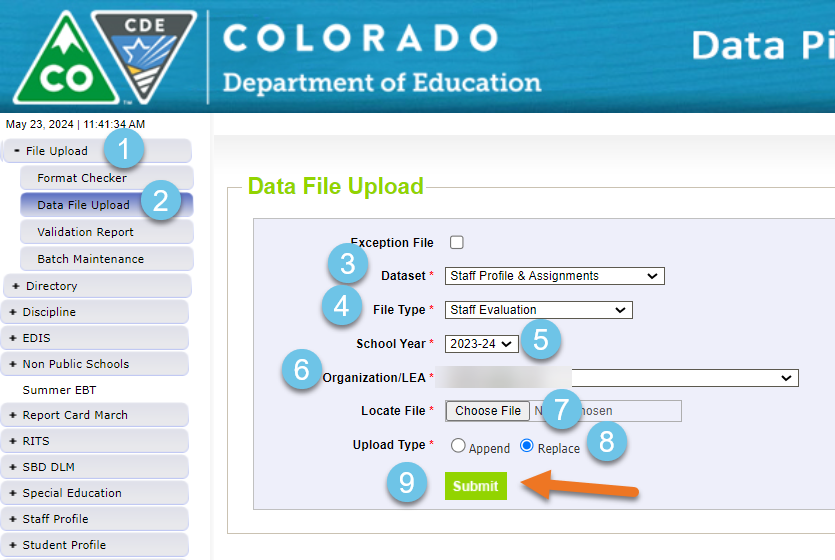 CDE
CO
COLORADO
Department of Education
Data Pi
May 23, 2024 | 11:41:34 AM
- File Upload 1
Format Checker
Data File Upload 2
Validation Report
Batch Maintenance
+ Directory
+ Discipline
+ EDIS
+ Non Public Schools
Summer EBT
+ Report Card March
+ RITS
+ SBD DLM
+ Special Education
+ Staff Profile
+ Student Profile
Data File Upload
Exception File
3 Dataset * Staff Profile & Assignments
4 File Type * Staff Evaluation
School Year * 2023-24 5
6 Organization/LEA *
Locate File * Choose File 7
Upload Type * Append Replace 8
9 Submit